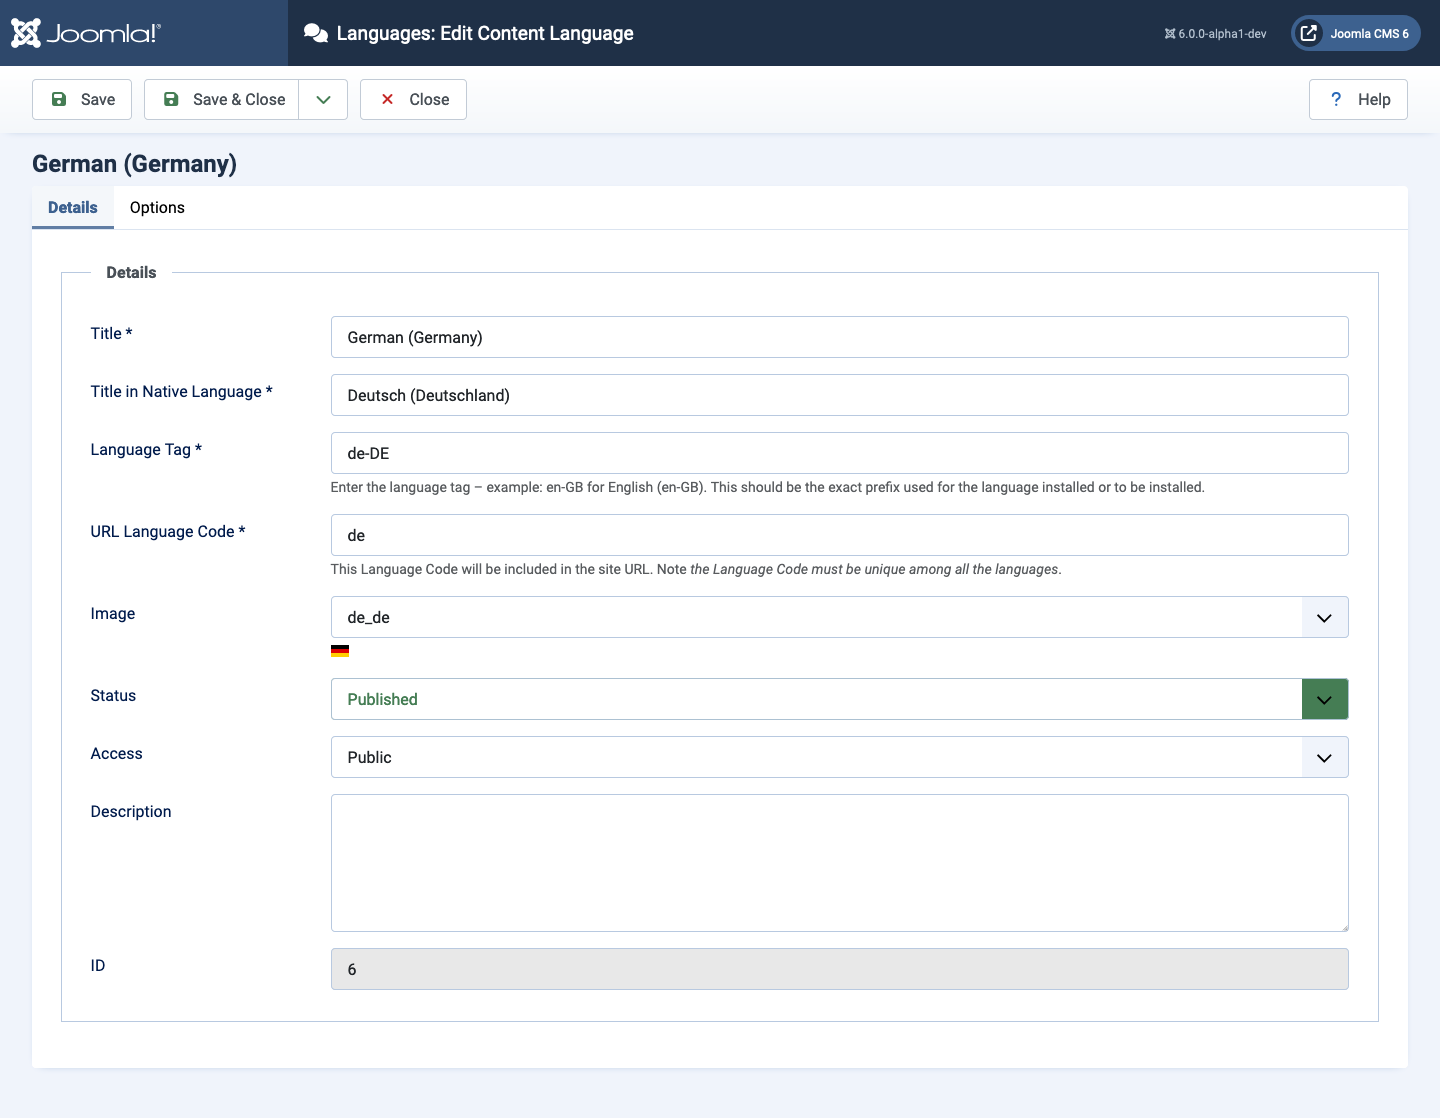 Joomla!®
Languages: Edit Content Language
6.0.0-alpha1-dev
Joomla CMS 6
Save
Save & Close
Close
? Help
German (Germany)
Details
Options
Details
Title *
German (Germany)
Title in Native Language *
Deutsch (Deutschland)
Language Tag *
de-DE
Enter the language tag – example: en-GB for English (en-GB). This should be the exact prefix used for the language installed or to be installed.
URL Language Code *
de
This Language Code will be included in the site URL. Note the Language Code must be unique among all the languages.
Image
de_de
Status
Published
Access
Public
Description
ID
6